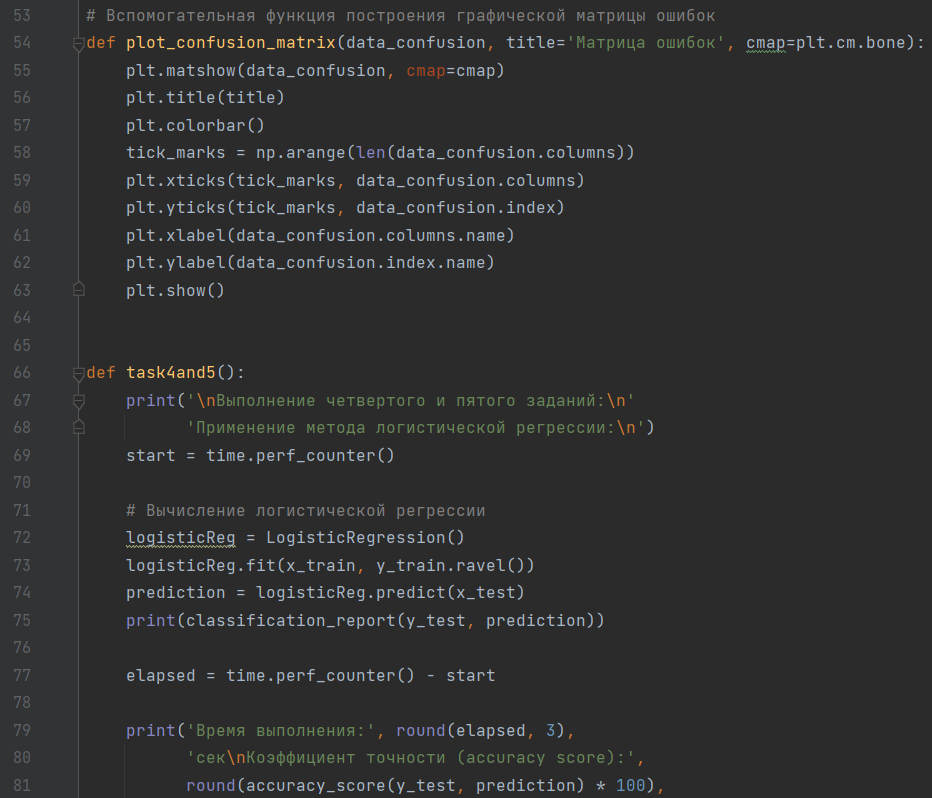 53 # Вспомогательная функция построения графической матрицы ошибок
54 def plot_confusion_matrix(data_confusion, title='Матрица ошибок', cmap=plt.cm.bone):
55     plt.matshow(data_confusion, cmap=cmap)
56     plt.title(title)
57     plt.colorbar()
58     tick_marks = np.arange(len(data_confusion.columns))
59     plt.xticks(tick_marks, data_confusion.columns)
60     plt.yticks(tick_marks, data_confusion.index)
61     plt.xlabel(data_confusion.columns.name)
62     plt.ylabel(data_confusion.index.name)
63     plt.show()
64
65
66 def task4and5():
67     print('\nВыполнение четвертого и пятого заданий:\n'
68           'Применение метода логистической регрессии:\n')
69     start = time.perf_counter()
70
71     # Вычисление логистической регрессии
72     logisticReg = LogisticRegression()
73     logisticReg.fit(x_train, y_train.ravel())
74     prediction = logisticReg.predict(x_test)
75     print(classification_report(y_test, prediction))
76
77     elapsed = time.perf_counter() - start
78
79     print('Время выполнения:', round(elapsed, 3),
80           'сек\nКоэффициент точности (accuracy score):',
81           round(accuracy_score(y_test, prediction) * 100),